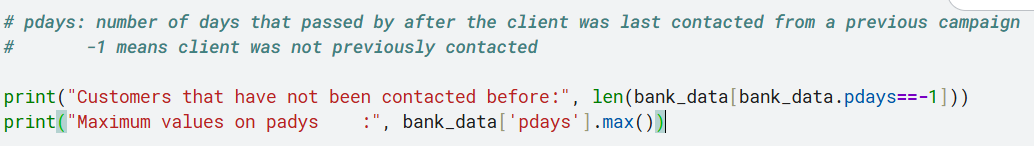 # pdays: number of days that passed by after the client was last contacted from a previous campaign
#       -1 means client was not previously contacted
print("Customers that have not been contacted before:", len(bank_data[bank_data.pdays==-1]))
print("Maximum values on padys    :", bank_data['pdays'].max())